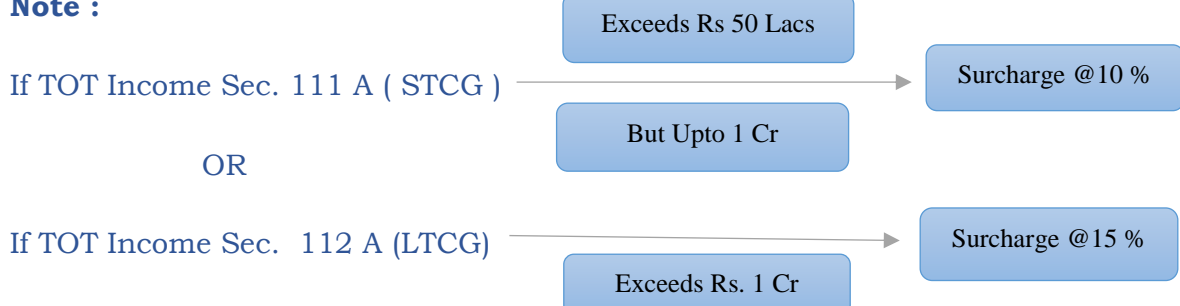 Note :
Exceeds Rs 50 Lacs
If TOT Income Sec. 111 A ( STCG )
Surcharge @10 %
But Upto 1 Cr
OR
If TOT Income Sec. 112 A (LTCG)
Surcharge @15 %
Exceeds Rs. 1 Cr